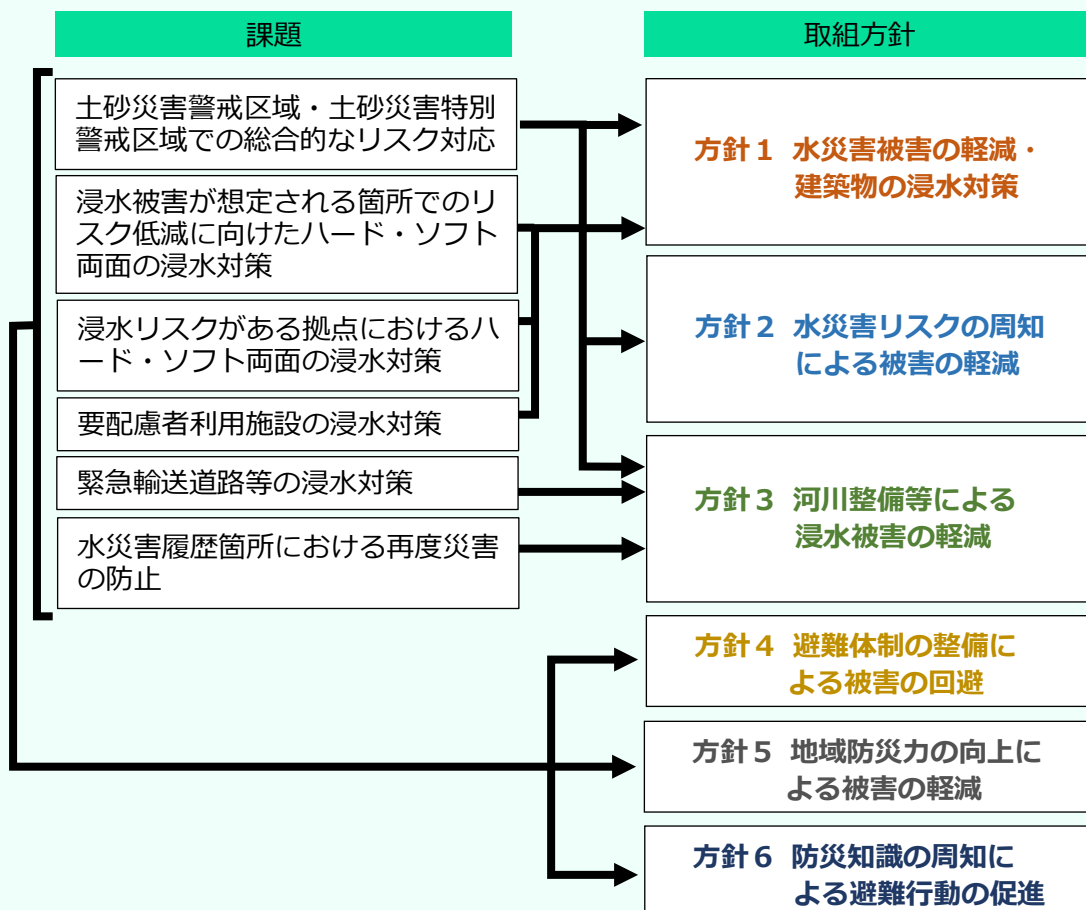 課題
土砂災害警戒区域・土砂災害特別
警戒区域での総合的なリスク対応
浸水被害が想定される箇所でのリ
スク低減に向けたハード・ソフト
両面の浸水対策
浸水リスクがある拠点におけるハ
ード・ソフト両面の浸水対策
要配慮者利用施設の浸水対策
緊急輸送道路等の浸水対策
水災害履歴箇所における再度災害
の防止
取組方針
方針１ 水災害被害の軽減・
建築物の浸水対策
方針２ 水災害リスクの周知
による被害の軽減
方針３ 河川整備等による
浸水被害の軽減
方針４ 避難体制の整備に
よる被害の回避
方針５ 地域防災力の向上に
よる被害の軽減
方針６ 防災知識の周知に
よる避難行動の促進